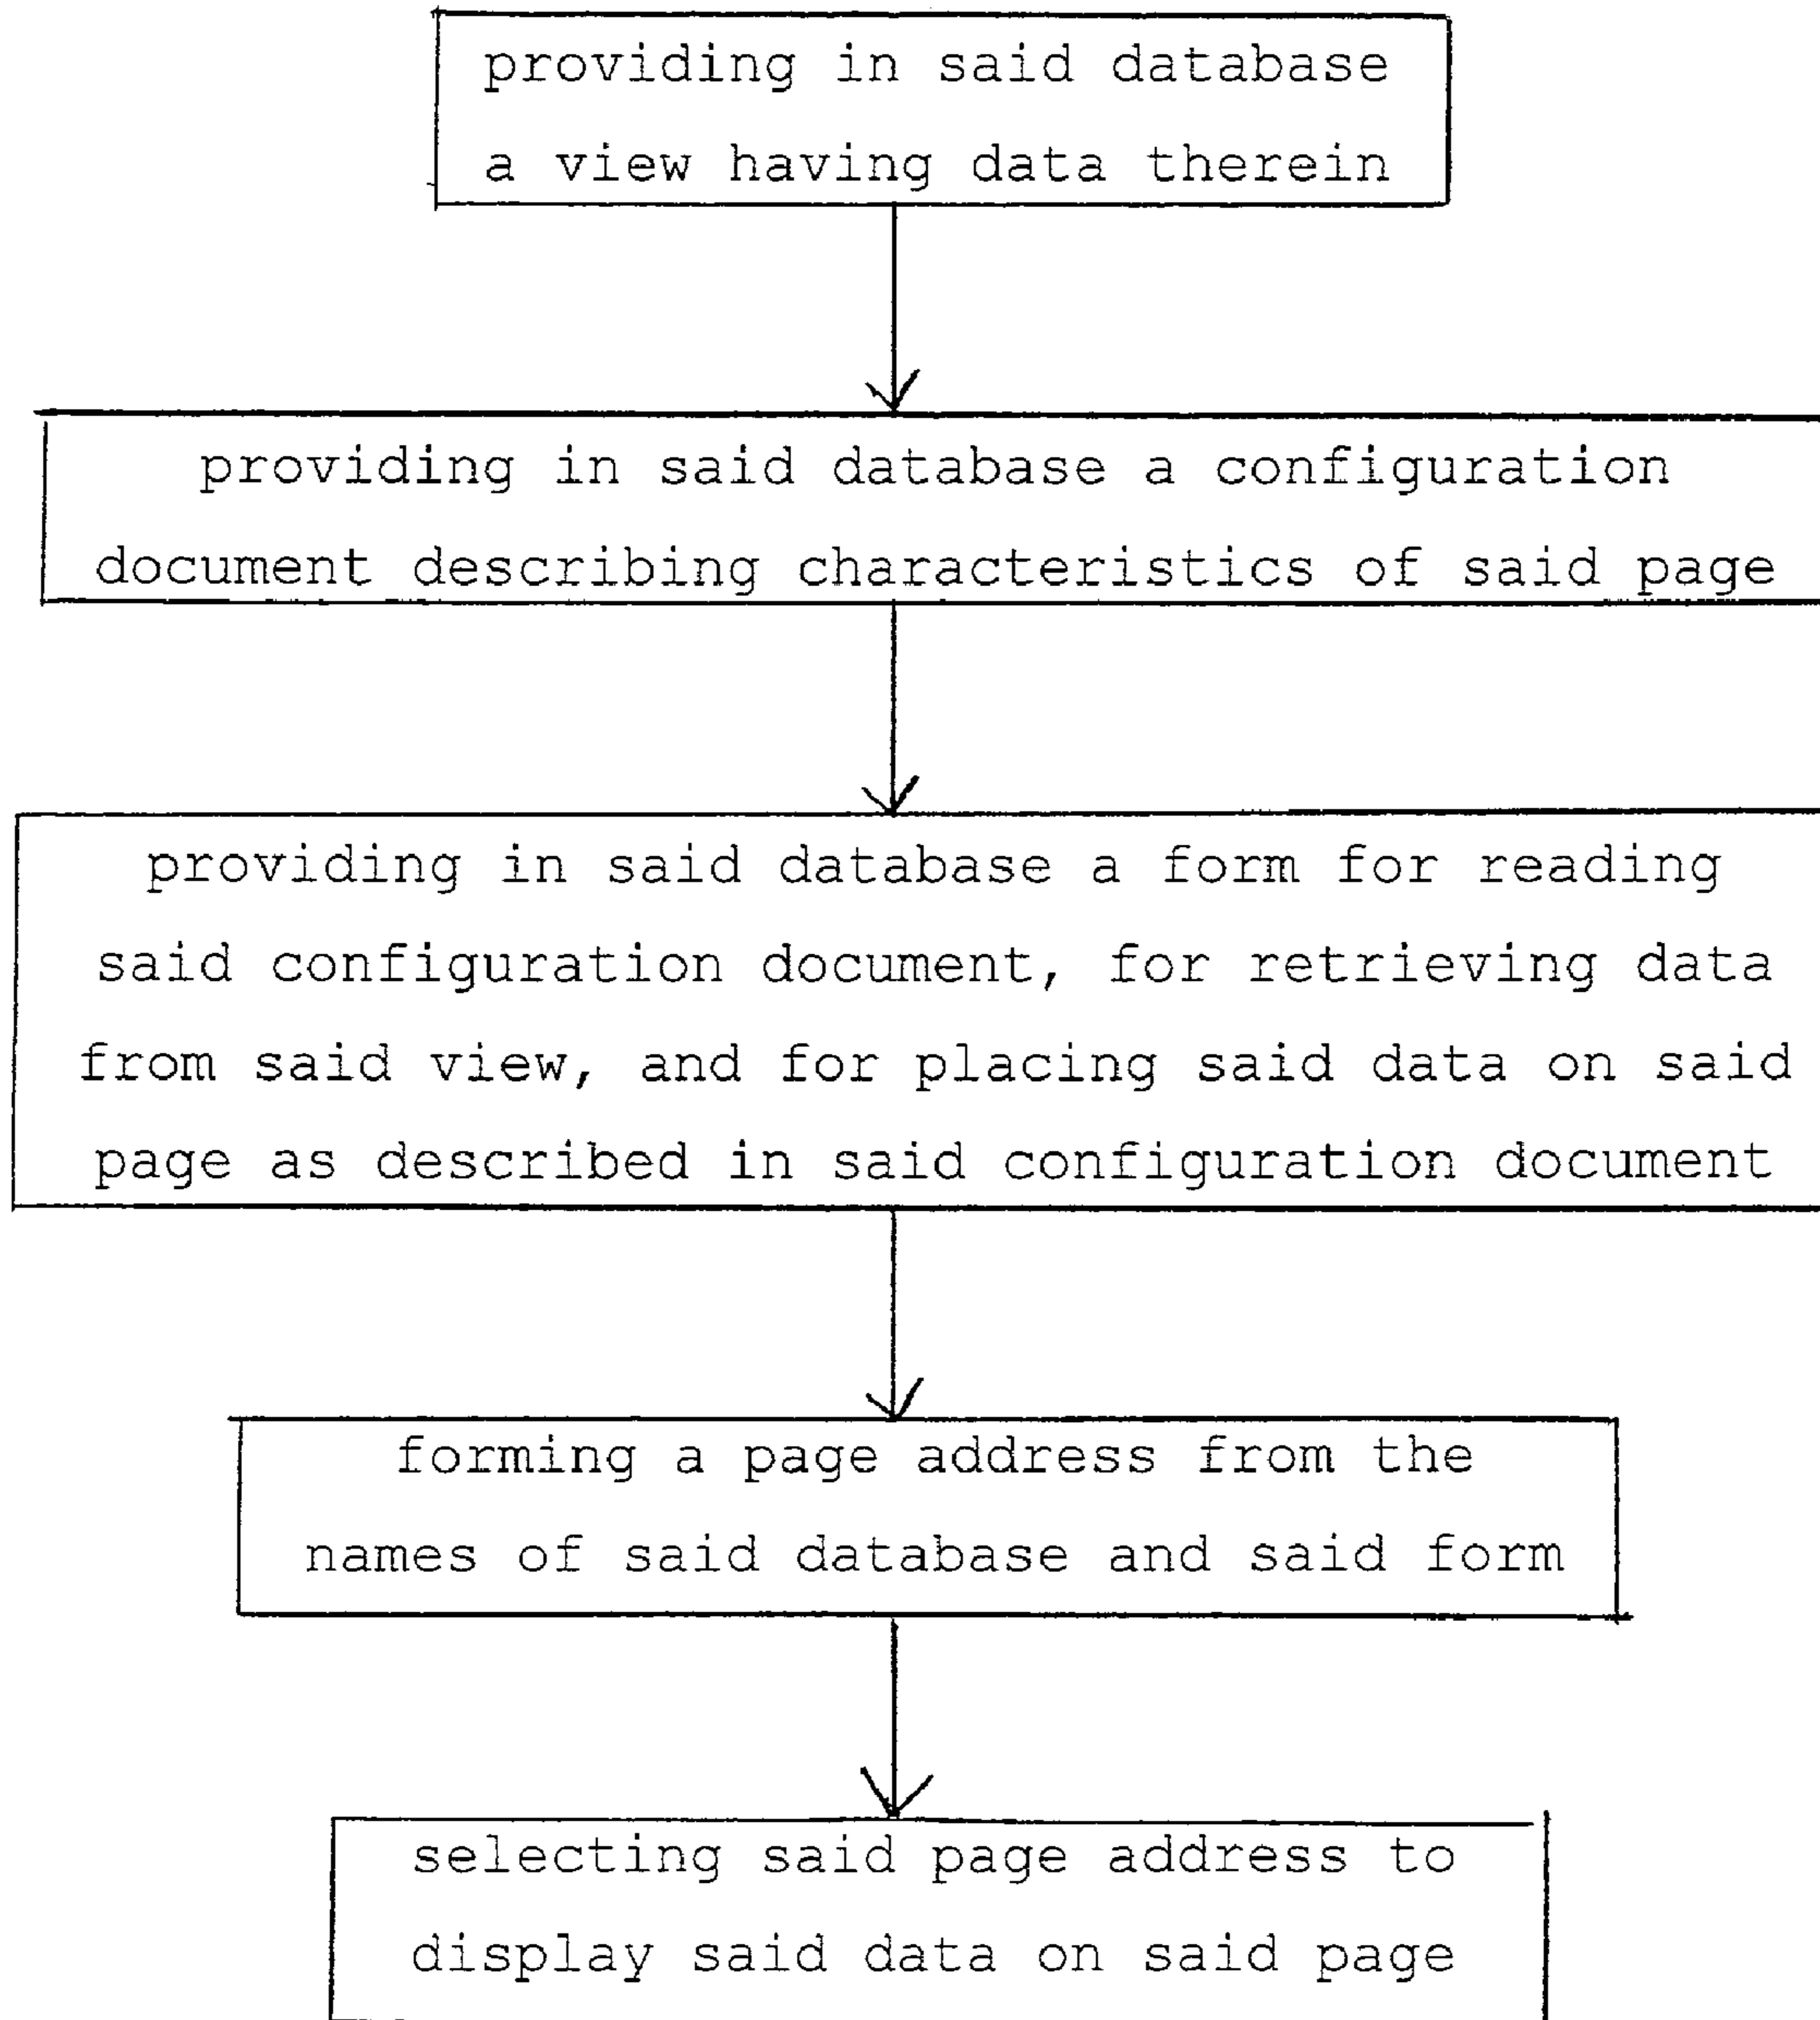 providing in said database
a view having data therein
providing in said database a configuration
document describing characteristics of said page
providing in said database a form for reading
said configuration document, for retrieving data
from said view, and for placing said data on said
page as described in said configuration document
forming a page address from the
names of said database and said form
selecting said page address to
display said data on said page